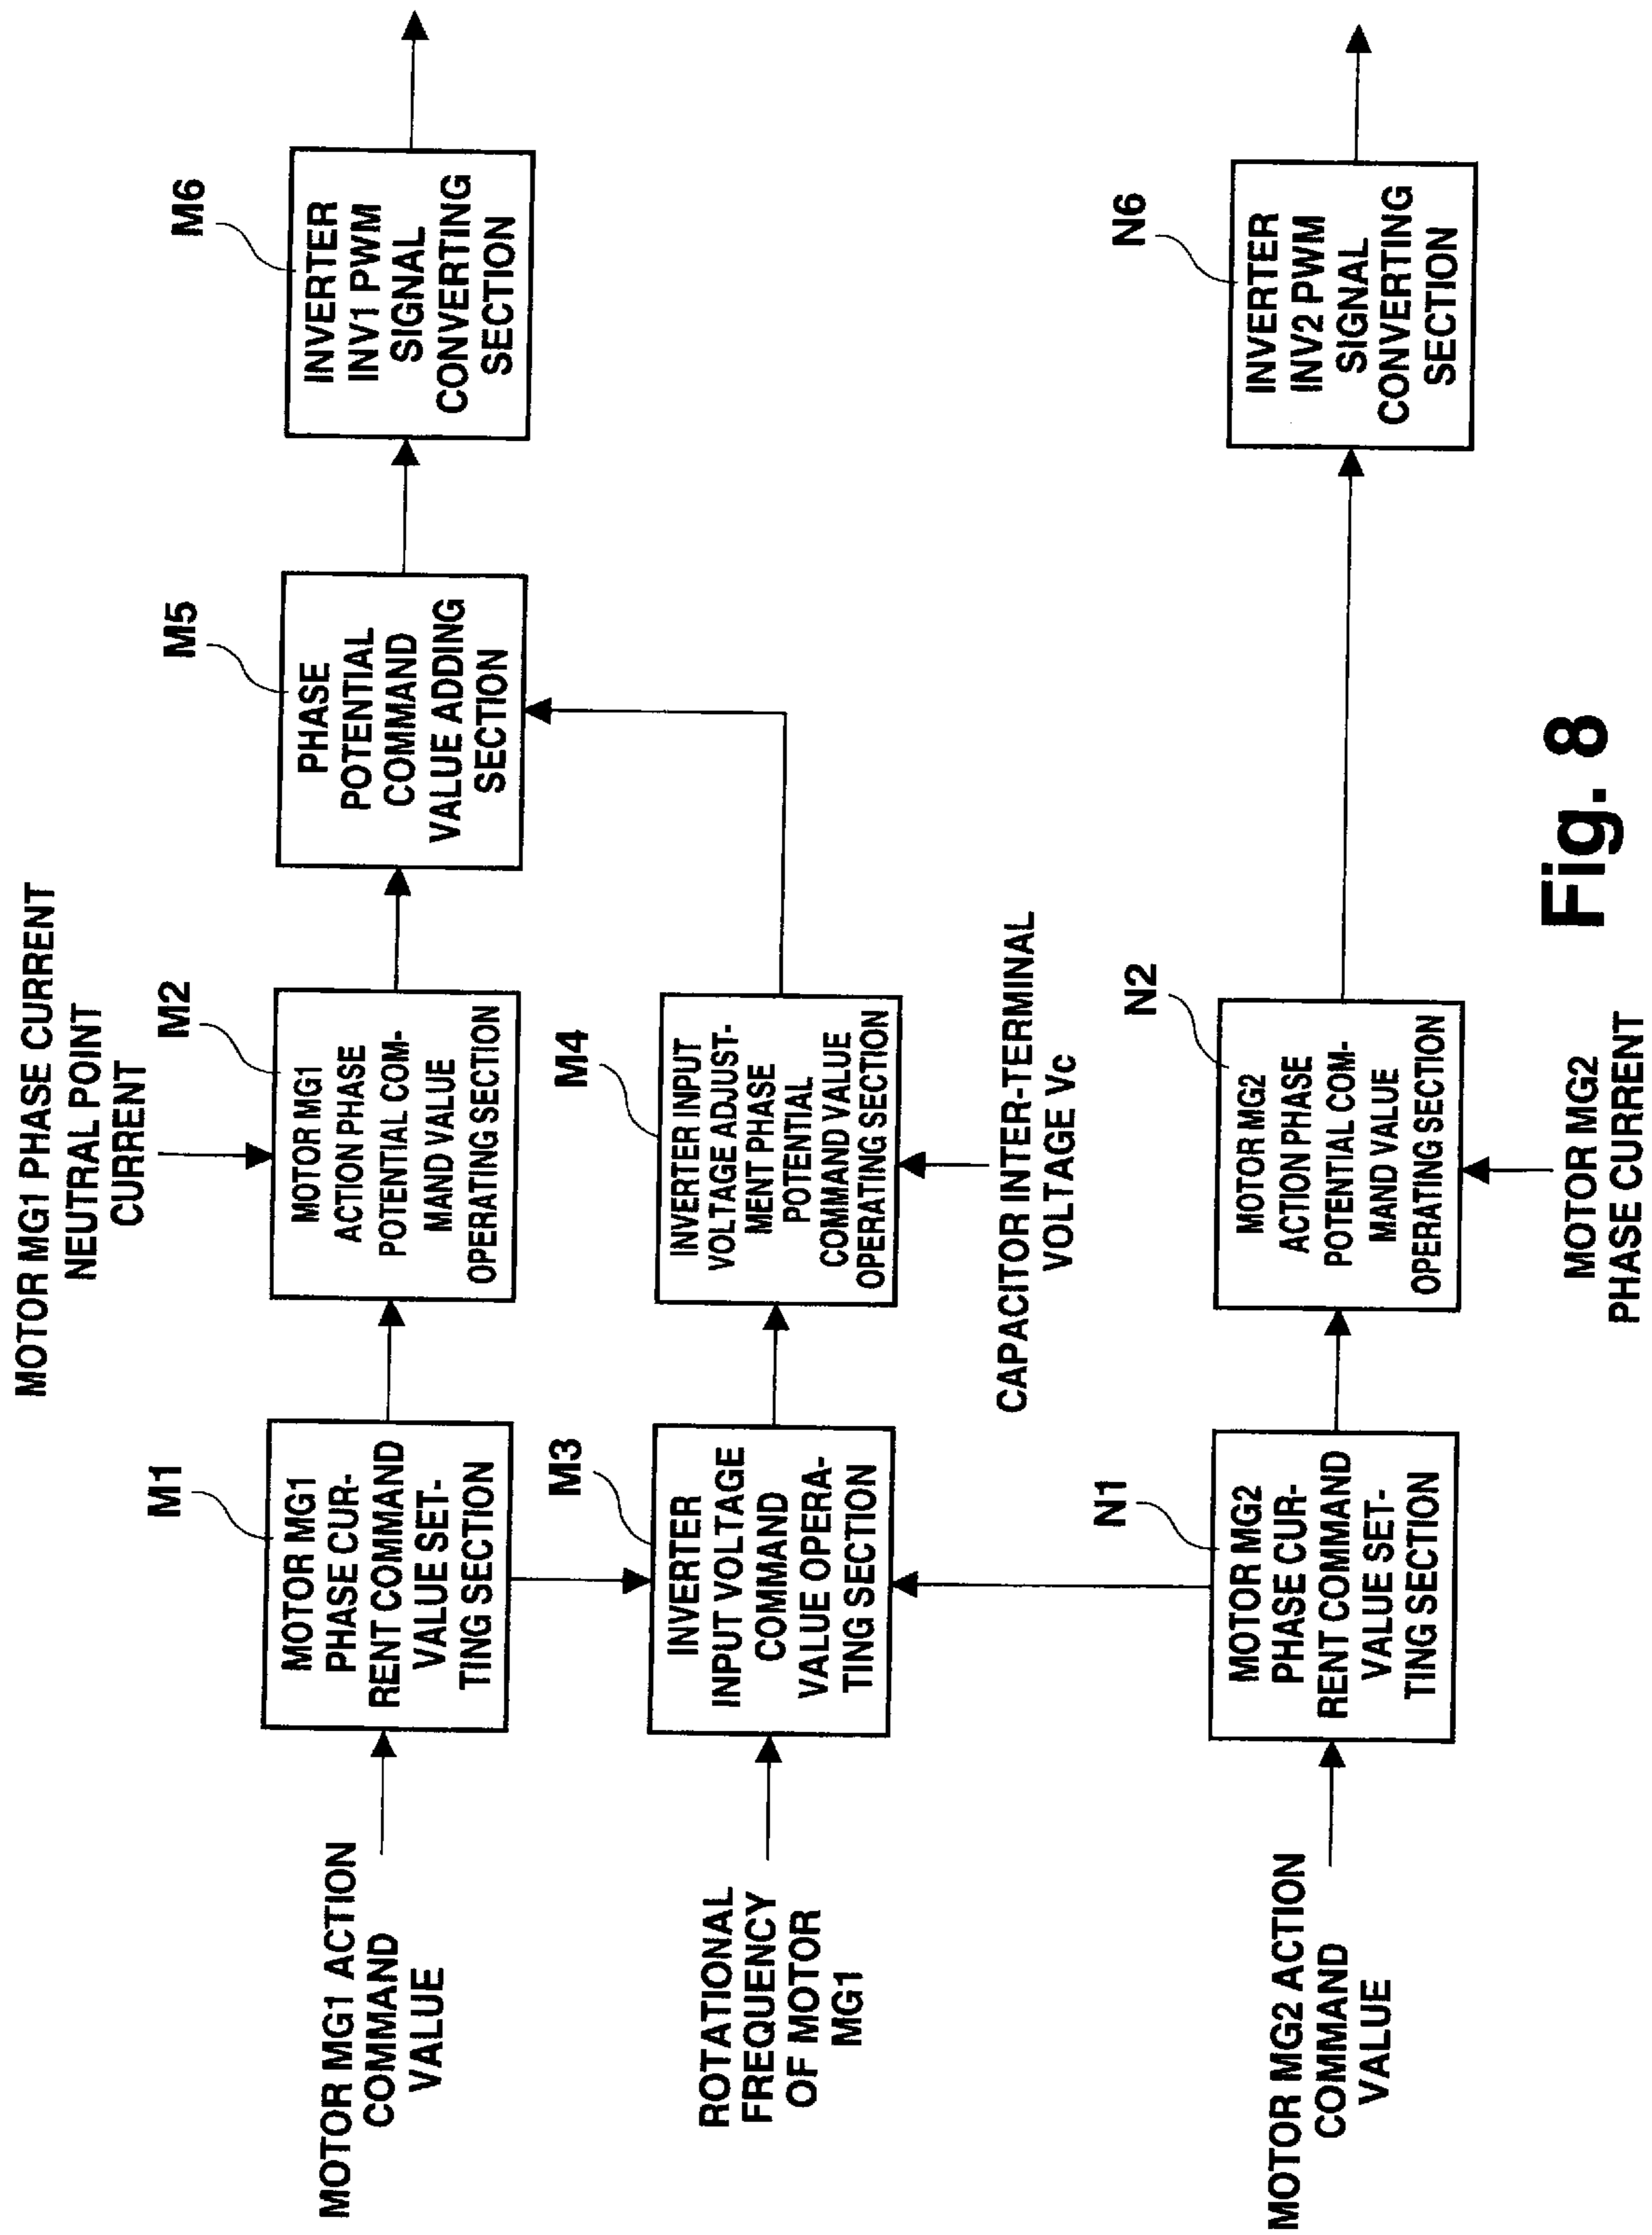 MOTOR MG1 PHASE CURRENT
NEUTRAL POINT
CURRENT
MOTOR MG1 ACTION
COMMAND
VALUE
M1
MOTOR MG1
PHASE CUR-
RENT COMMAND
VALUE SET-
TING SECTION
M2
MOTOR MG1
ACTION PHASE
POTENTIAL COM-
MAND VALUE
OPERATING SECTION
M5
PHASE
POTENTIAL
COMMAND
VALUE ADDING
SECTION
M6
INVERTER
INV1 PWM
SIGNAL
CONVERTING
SECTION
ROTATIONAL
FREQUENCY
OF MOTOR
MG1
M3
INVERTER
INPUT VOLTAGE
COMMAND
VALUE OPERA-
TING SECTION
M4
INVERTER INPUT
VOLTAGE ADJUST-
MENT PHASE
POTENTIAL
COMMAND VALUE
OPERATING SECTION
CAPACITOR INTER-TERMINAL
VOLTAGE Vc
MOTOR MG2 ACTION
COMMAND
VALUE
N1
MOTOR MG2
PHASE CUR-
RENT COMMAND
VALUE SET-
TING SECTION
N2
MOTOR MG2
ACTION PHASE
POTENTIAL COM-
MAND VALUE
OPERATING SECTION
N6
INVERTER
INV2 PWM
SIGNAL
CONVERTING
SECTION
MOTOR MG2
PHASE CURRENT
Fig. 8